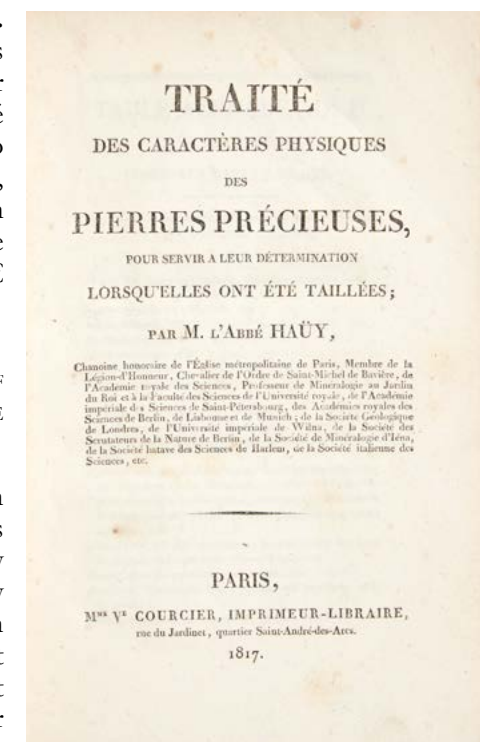 TRAITÉ
DES CARACTÈRES PHYSIQUES
DES
PIERRES PRÉCIEUSES,
POUR SERVIR A LEUR DÉTERMINATION
LORSQU'ELLES ONT ÉTÉ TAILLÉES;
PAR M. L'ABBÉ HAÜY,
Chanoine honoraire de l'Église métropolitaine de Paris, Membre de la
Légion-d'Honneur, Chevalier de l'Ordre de Saint-Michel de Bavière, de
l'Académie royale des Sciences, Professeur de Minéralogie au Jardin
du Roi et à la Faculté des Sciences de l'Université royale, de l'Académie
impériale des Sciences de Saint-Pétersbourg, des Académies royales des
Sciences de Berlin, de Lisbonne et de Munich; de la Société Géologique
de Londres, de l'Université impériale de Wilna, de la Société des
Scrutateurs de la Nature de Berlin, de la Société de Minéralogie d'Iéna,
de la Société batave des Sciences de Harlem, de la Société italienne des
Sciences, etc.
PARIS,
Mme Ve COURCIER, IMPRIMEUR-LIBRAIRE,
rue du Jardinet, quartier Saint-André-des-Arcs.
1817.